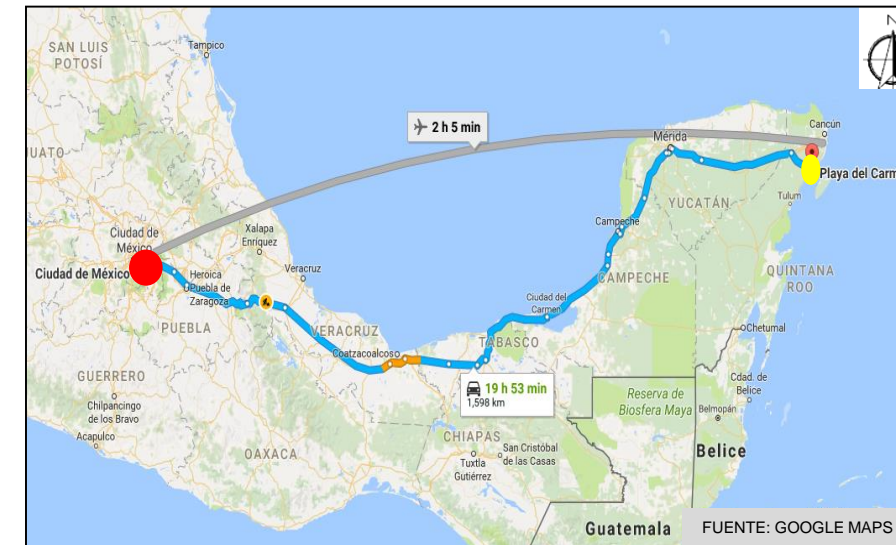 N
SAN LUIS
POTOSÍ
Tampico
2 h 5 min
Cancún
Mérida
UATO
Playa del Carm
YUCATÁN
Tulum
Campeche
Ciudad de
México
Xalapa
Enríquez
Ciudad de México
Heroica
Puebla de
Zaragoza
Veracruz
CAMPECHE
QUINTANA
ROO
Ciudad del
Carmen
PUEBLA
VERACRUZ
Coatzacoalcos
TABASCO
Chetumal
GUERRERO
19 h 53 min
1,598 km
Cdad. de
Belice
Reserva de
Biosfera Maya
Belmopán
Chilpancingo
de los Bravo
Acapulco
CHIAPAS
San Cristóbal
de las Casas
Tuxtla
Gutiérrez
OAXACA
Belice
Guatemala
FUENTE: GOOGLE MAPS